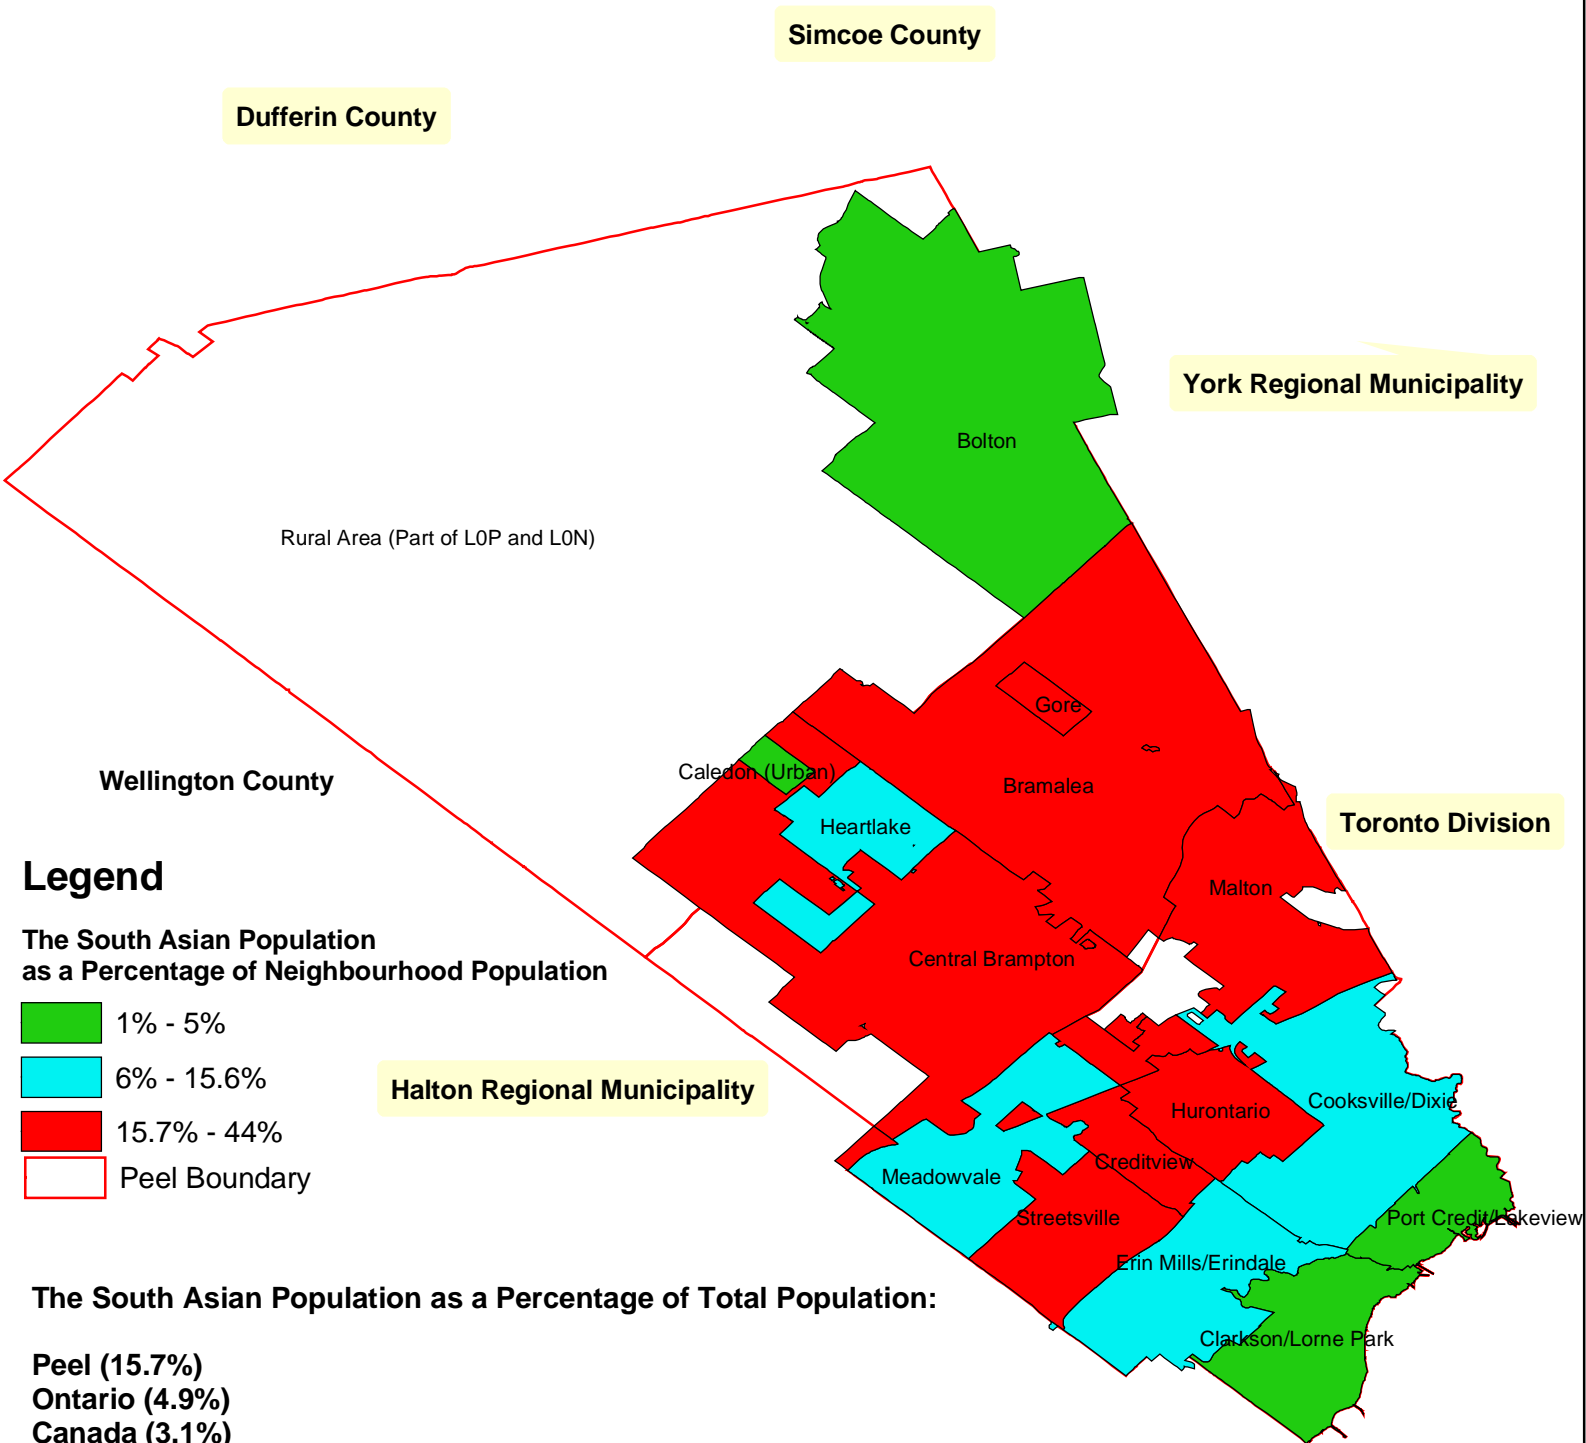 Simcoe County
Dufferin County
York Regional Municipality
Bolton
Rural Area (Part of L0P and L0N)
Gore
Caledon (Urban)
Wellington County
Bramalea
Heartlake
Toronto Division
Malton
Central Brampton
Legend
The South Asian Population
as a Percentage of Neighbourhood Population
1% - 5%
6% - 15.6%
15.7% - 44%
Peel Boundary
Halton Regional Municipality
Cooksville/Dixie
Hurontario
Creditview
Meadowvale
Streetsville
Port Credit/Lakeview
Erin Mills/Erindale
Clarkson/Lorne Park
The South Asian Population as a Percentage of Total Population:
Peel (15.7%)
Ontario (4.9%)
Canada (3.1%)